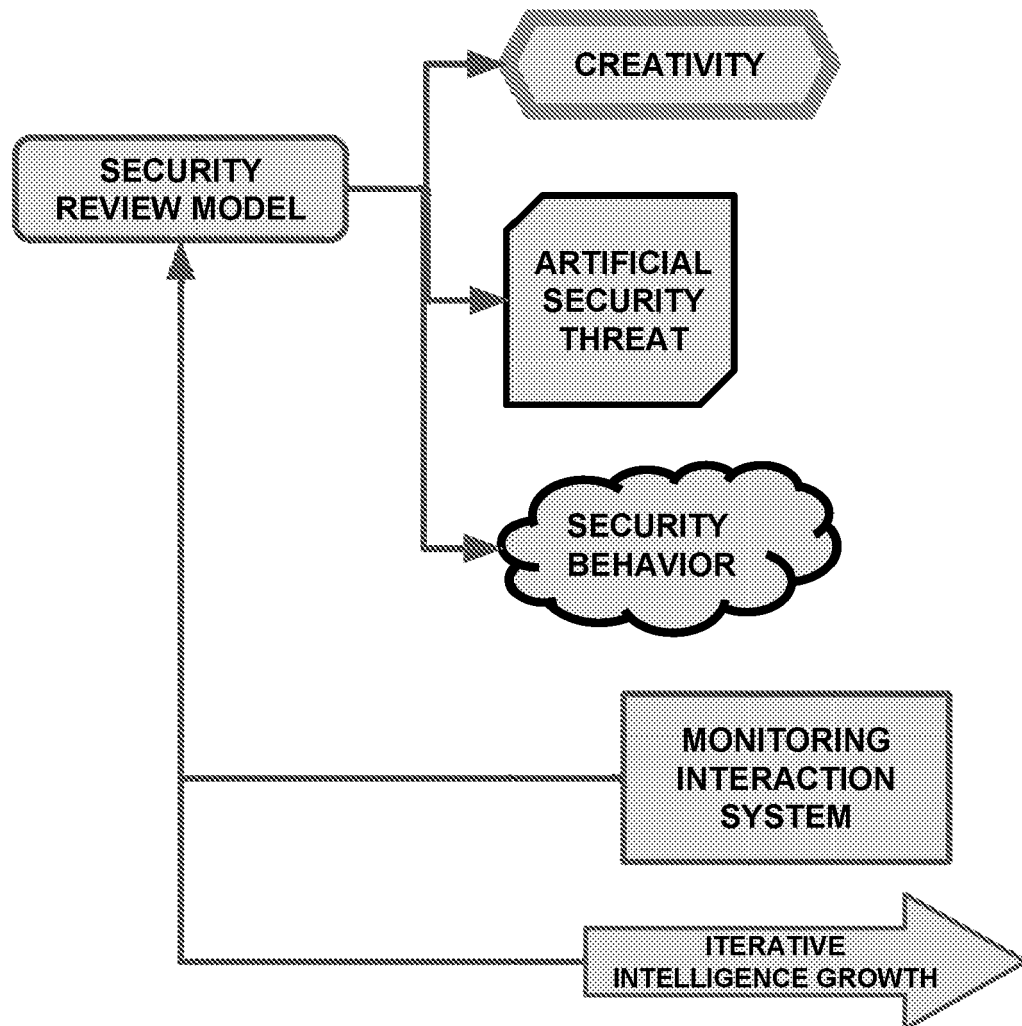 CREATIVITY
SECURITY
REVIEW MODEL
ARTIFICIAL
SECURITY
THREAT
SECURITY
BEHAVIOR
MONITORING
INTERACTION
SYSTEM
ITERATIVE
INTELLIGENCE GROWTH